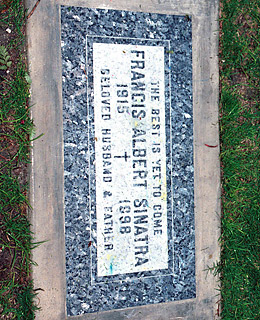 THE BEST IS YET TO COME
FRANCIS ALBERT SINATRA
1915 † 1998
BELOVED HUSBAND & FATHER